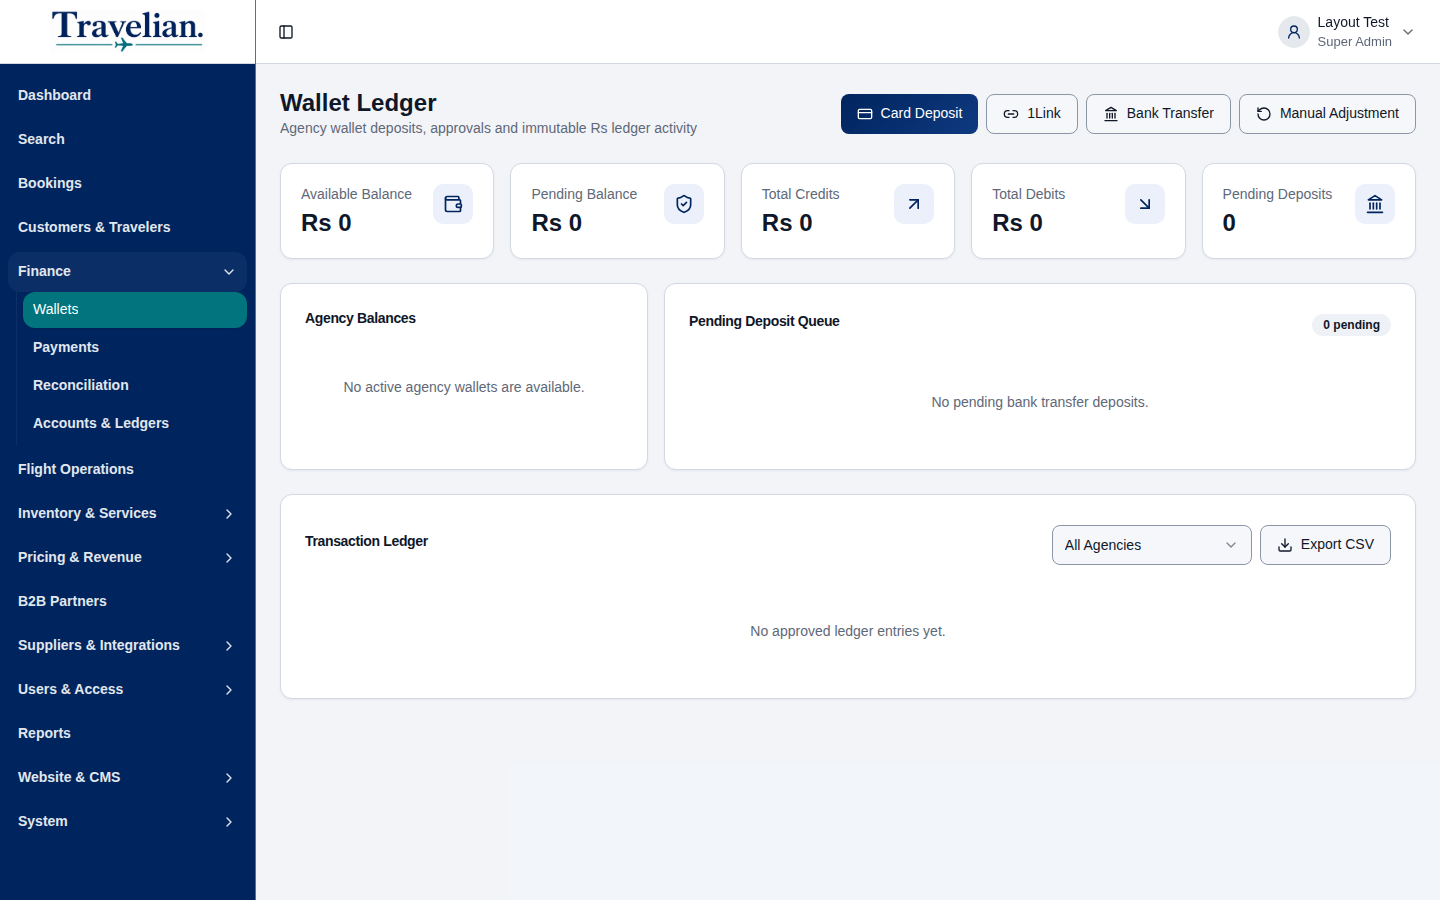 Travelian.
Layout Test
Super Admin
Dashboard
Search
Bookings
Customers & Travelers
Finance
Wallets
Payments
Reconciliation
Accounts & Ledgers
Flight Operations
Inventory & Services
Pricing & Revenue
B2B Partners
Suppliers & Integrations
Users & Access
Reports
Website & CMS
System
Wallet Ledger
Agency wallet deposits, approvals and immutable Rs ledger activity
Card Deposit
1Link
Bank Transfer
Manual Adjustment
Available Balance
Rs 0
Pending Balance
Rs 0
Total Credits
Rs 0
Total Debits
Rs 0
Pending Deposits
0
Agency Balances
No active agency wallets are available.
Pending Deposit Queue
0 pending
No pending bank transfer deposits.
Transaction Ledger
All Agencies
Export CSV
No approved ledger entries yet.